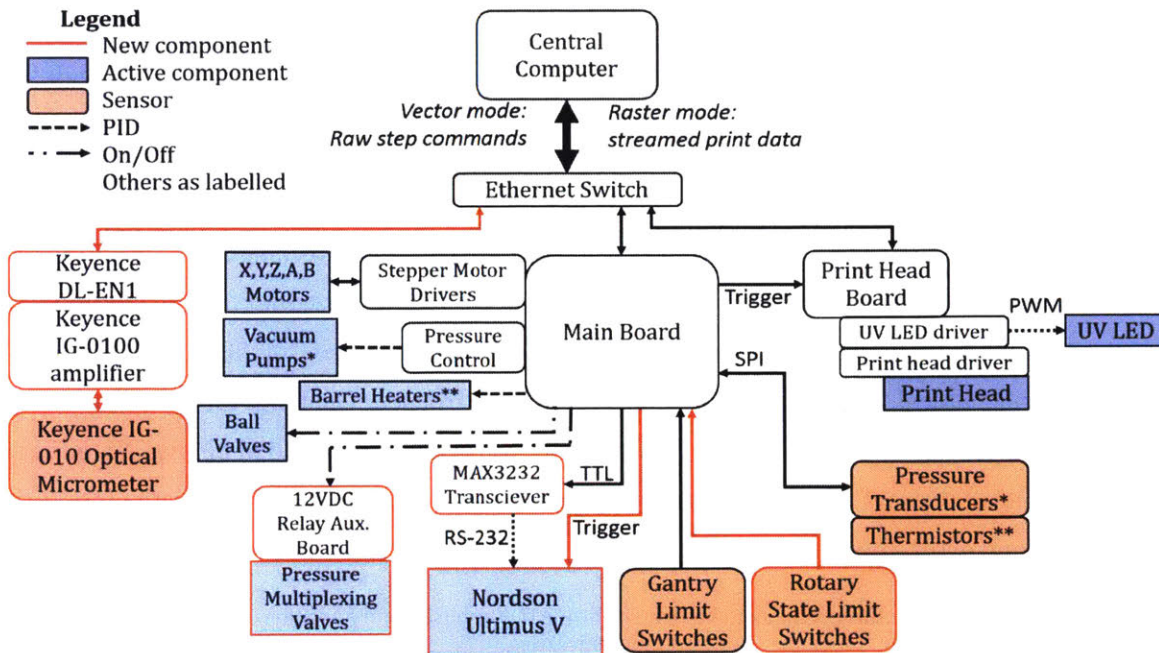 Legend
New component
Active component
Sensor
PID
On/Off
Others as labelled
Central
Computer
Vector mode:
Raw step commands
Raster mode:
streamed print data
Ethernet Switch
Keyence
DL-EN1
Keyence
IG-0100
amplifier
Keyence IG-
010 Optical
Micrometer
X,Y,Z,A,B
Motors
Stepper Motor
Drivers
Vacuum
Pumps*
Pressure
Control
Barrel Heaters**
Ball
Valves
Main Board
Trigger
Print Head
Board
UV LED driver
PWM
UV LED
Print head driver
Print Head
SPI
12VDC
Relay Aux.
Board
Pressure
Multiplexing
Valves
MAX3232
Transciever
TTL
RS-232
Trigger
Nordson
Ultimus V
Gantry
Limit
Switches
Rotary
State Limit
Switches
Pressure
Transducers*
Thermistors**